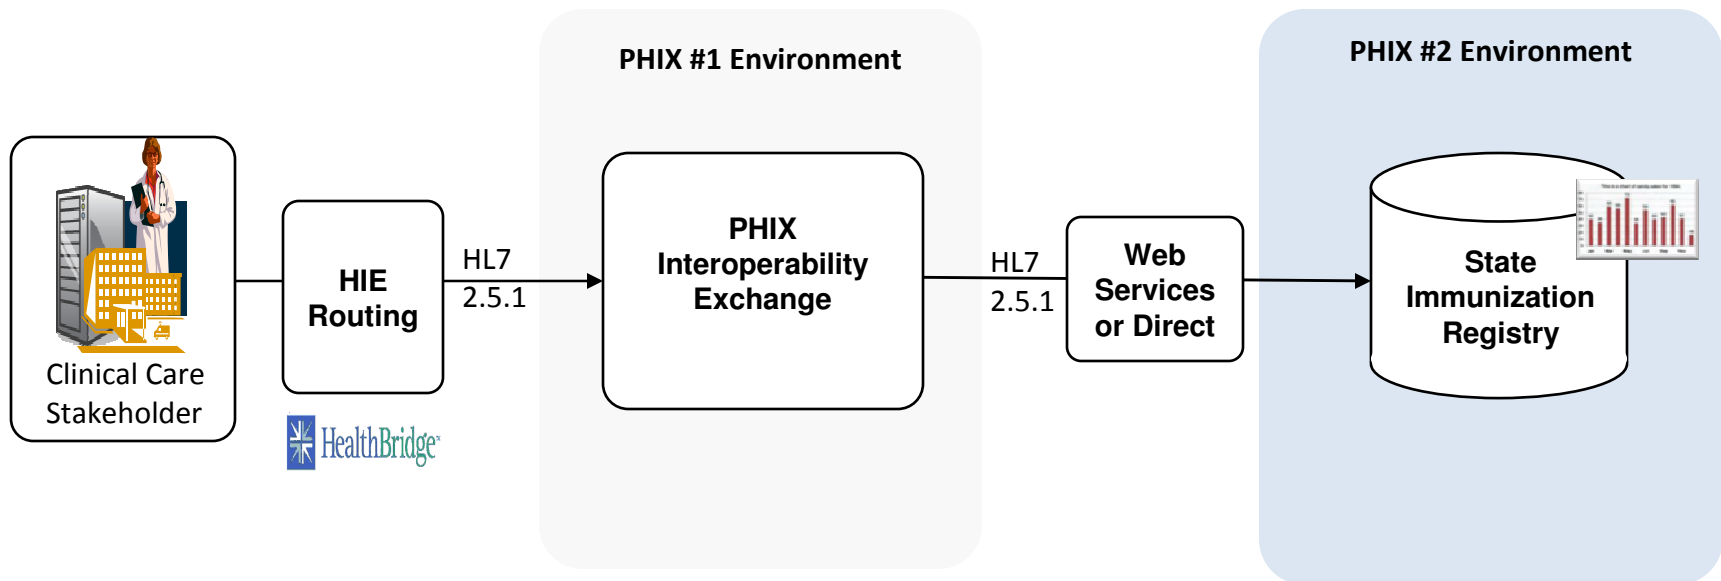 PHIX #1 Environment
PHIX #2 Environment
Clinical Care
Stakeholder
HIE
Routing
HealthBridge
HL7
2.5.1
PHIX
Interoperability
Exchange
HL7
2.5.1
Web
Services
or Direct
State
Immunization
Registry